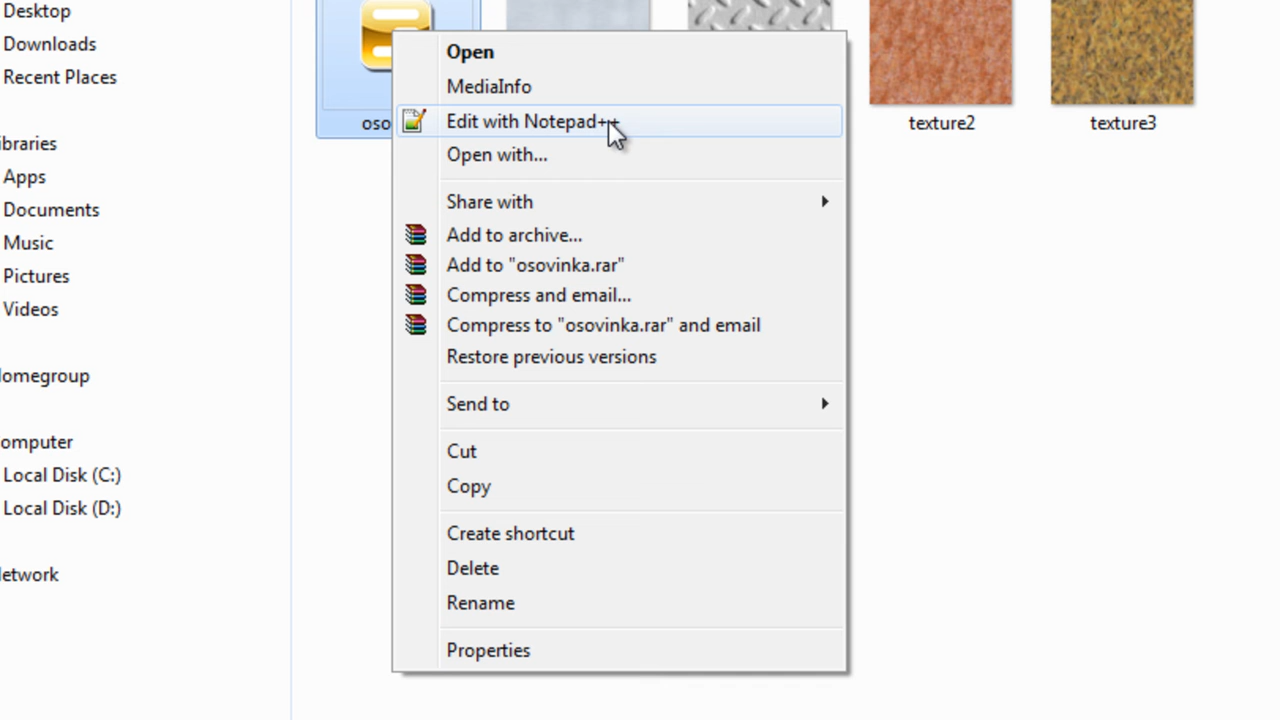 Desktop
Downloads
Recent Places
ibraries
Apps
Documents
Music
Pictures
Videos
omegroup
omputer
Local Disk (C:)
Local Disk (D:)
etwork
oso
texture2
texture3
Open
MediaInfo
Edit with Notepad++
Open with...
Share with
Add to archive...
Add to "osovinka.rar"
Compress and email...
Compress to "osovinka.rar" and email
Restore previous versions
Send to
Cut
Copy
Create shortcut
Delete
Rename
Properties